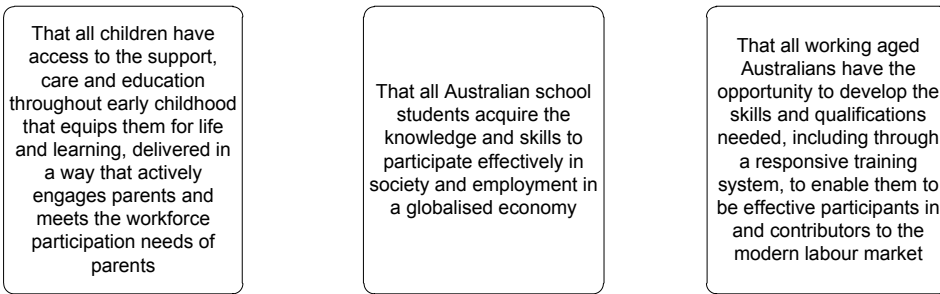 That all children have
access to the support,
care and education
throughout early childhood
that equips them for life
and learning, delivered in
a way that actively
engages parents and
meets the workforce
participation needs of
parents
That all Australian school
students acquire the
knowledge and skills to
participate effectively in
society and employment in
a globalised economy
That all working aged
Australians have the
opportunity to develop the
skills and qualifications
needed, including through
a responsive training
system, to enable them to
be effective participants in
and contributors to the
modern labour market